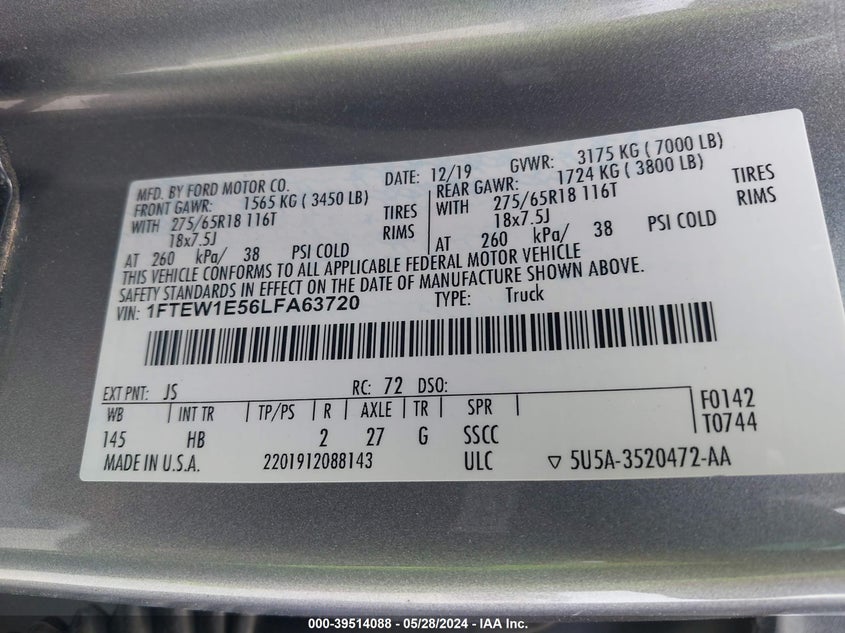 MFD. BY FORD MOTOR CO. DATE: 12/19 GVWR: 3175 KG ( 7000 LB)
FRONT GAWR: 1565 KG ( 3450 LB) REAR GAWR: 1724 KG ( 3800 LB)
WITH 275/65R18 116T TIRES WITH 275/65R18 116T TIRES
18x7.5J RIMS 18x7.5J RIMS
AT 260 kPa/ 38 PSI COLD AT 260 kPa/ 38 PSI COLD
THIS VEHICLE CONFORMS TO ALL APPLICABLE FEDERAL MOTOR VEHICLE
SAFETY STANDARDS IN EFFECT ON THE DATE OF MANUFACTURE SHOWN ABOVE.
VIN: 1FTEW1E56LFA63720 TYPE: Truck
EXT PNT: JS RC: 72 DSO:
WB INT TR TP/PS R AXLE TR SPR F0142
T0744
145 HB 2 27 G SSCC
MADE IN U.S.A. 2201912088143 ULC ▽ 5U5A-3520472-AA
000-39514088 - 05/28/2024 - IAA Inc.